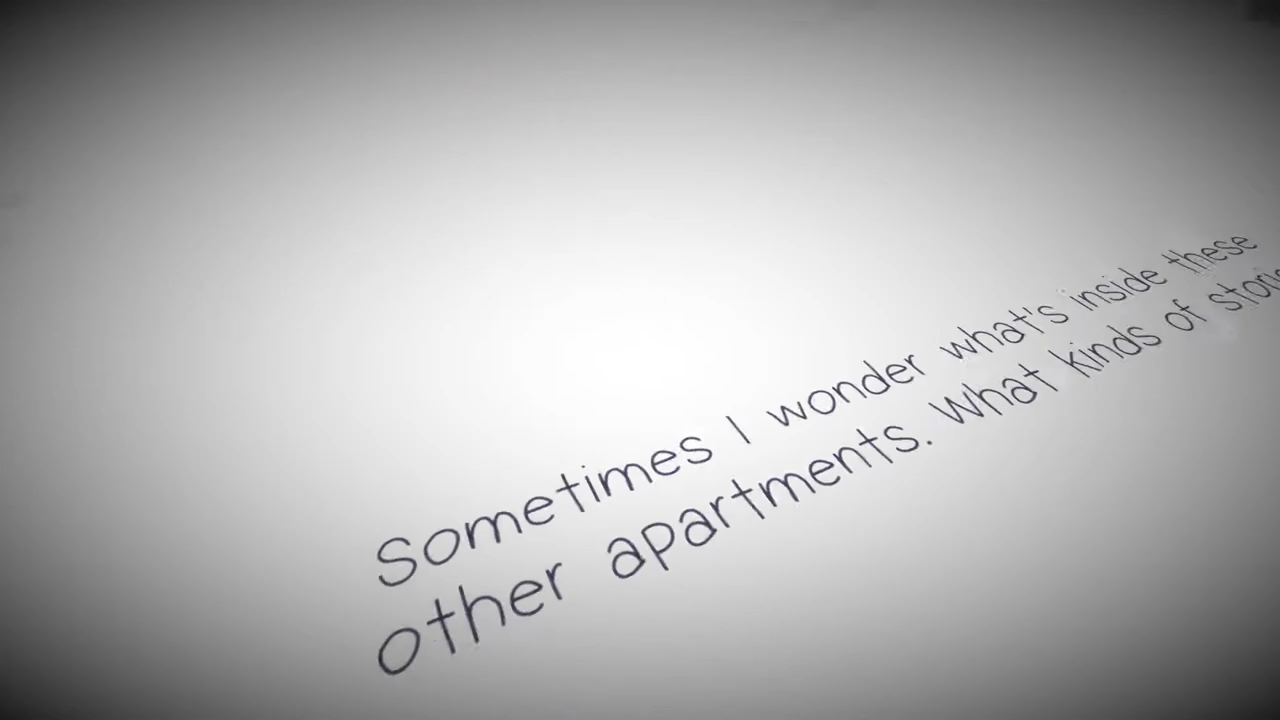 Sometimes I wonder what's inside these
other apartments. What kinds of